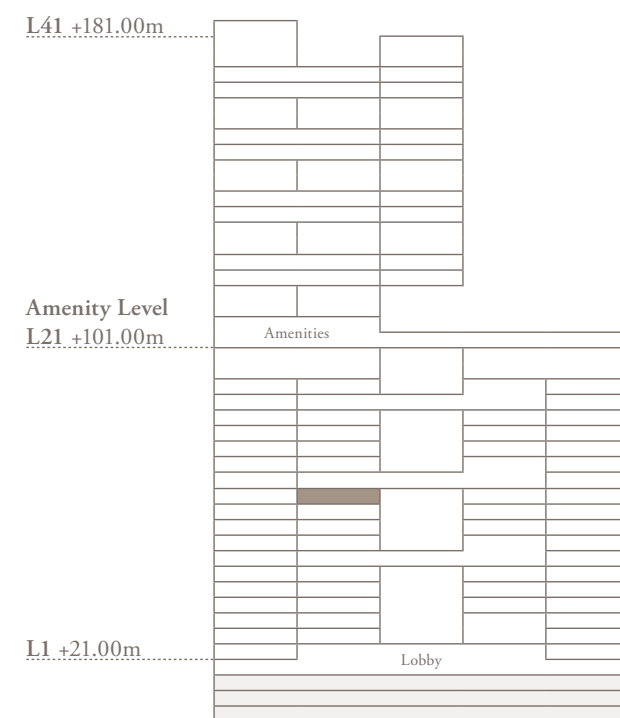 L41 +181.00m
Amenity Level
L21 +101.00m
Amenities
L1 +21.00m
Lobby